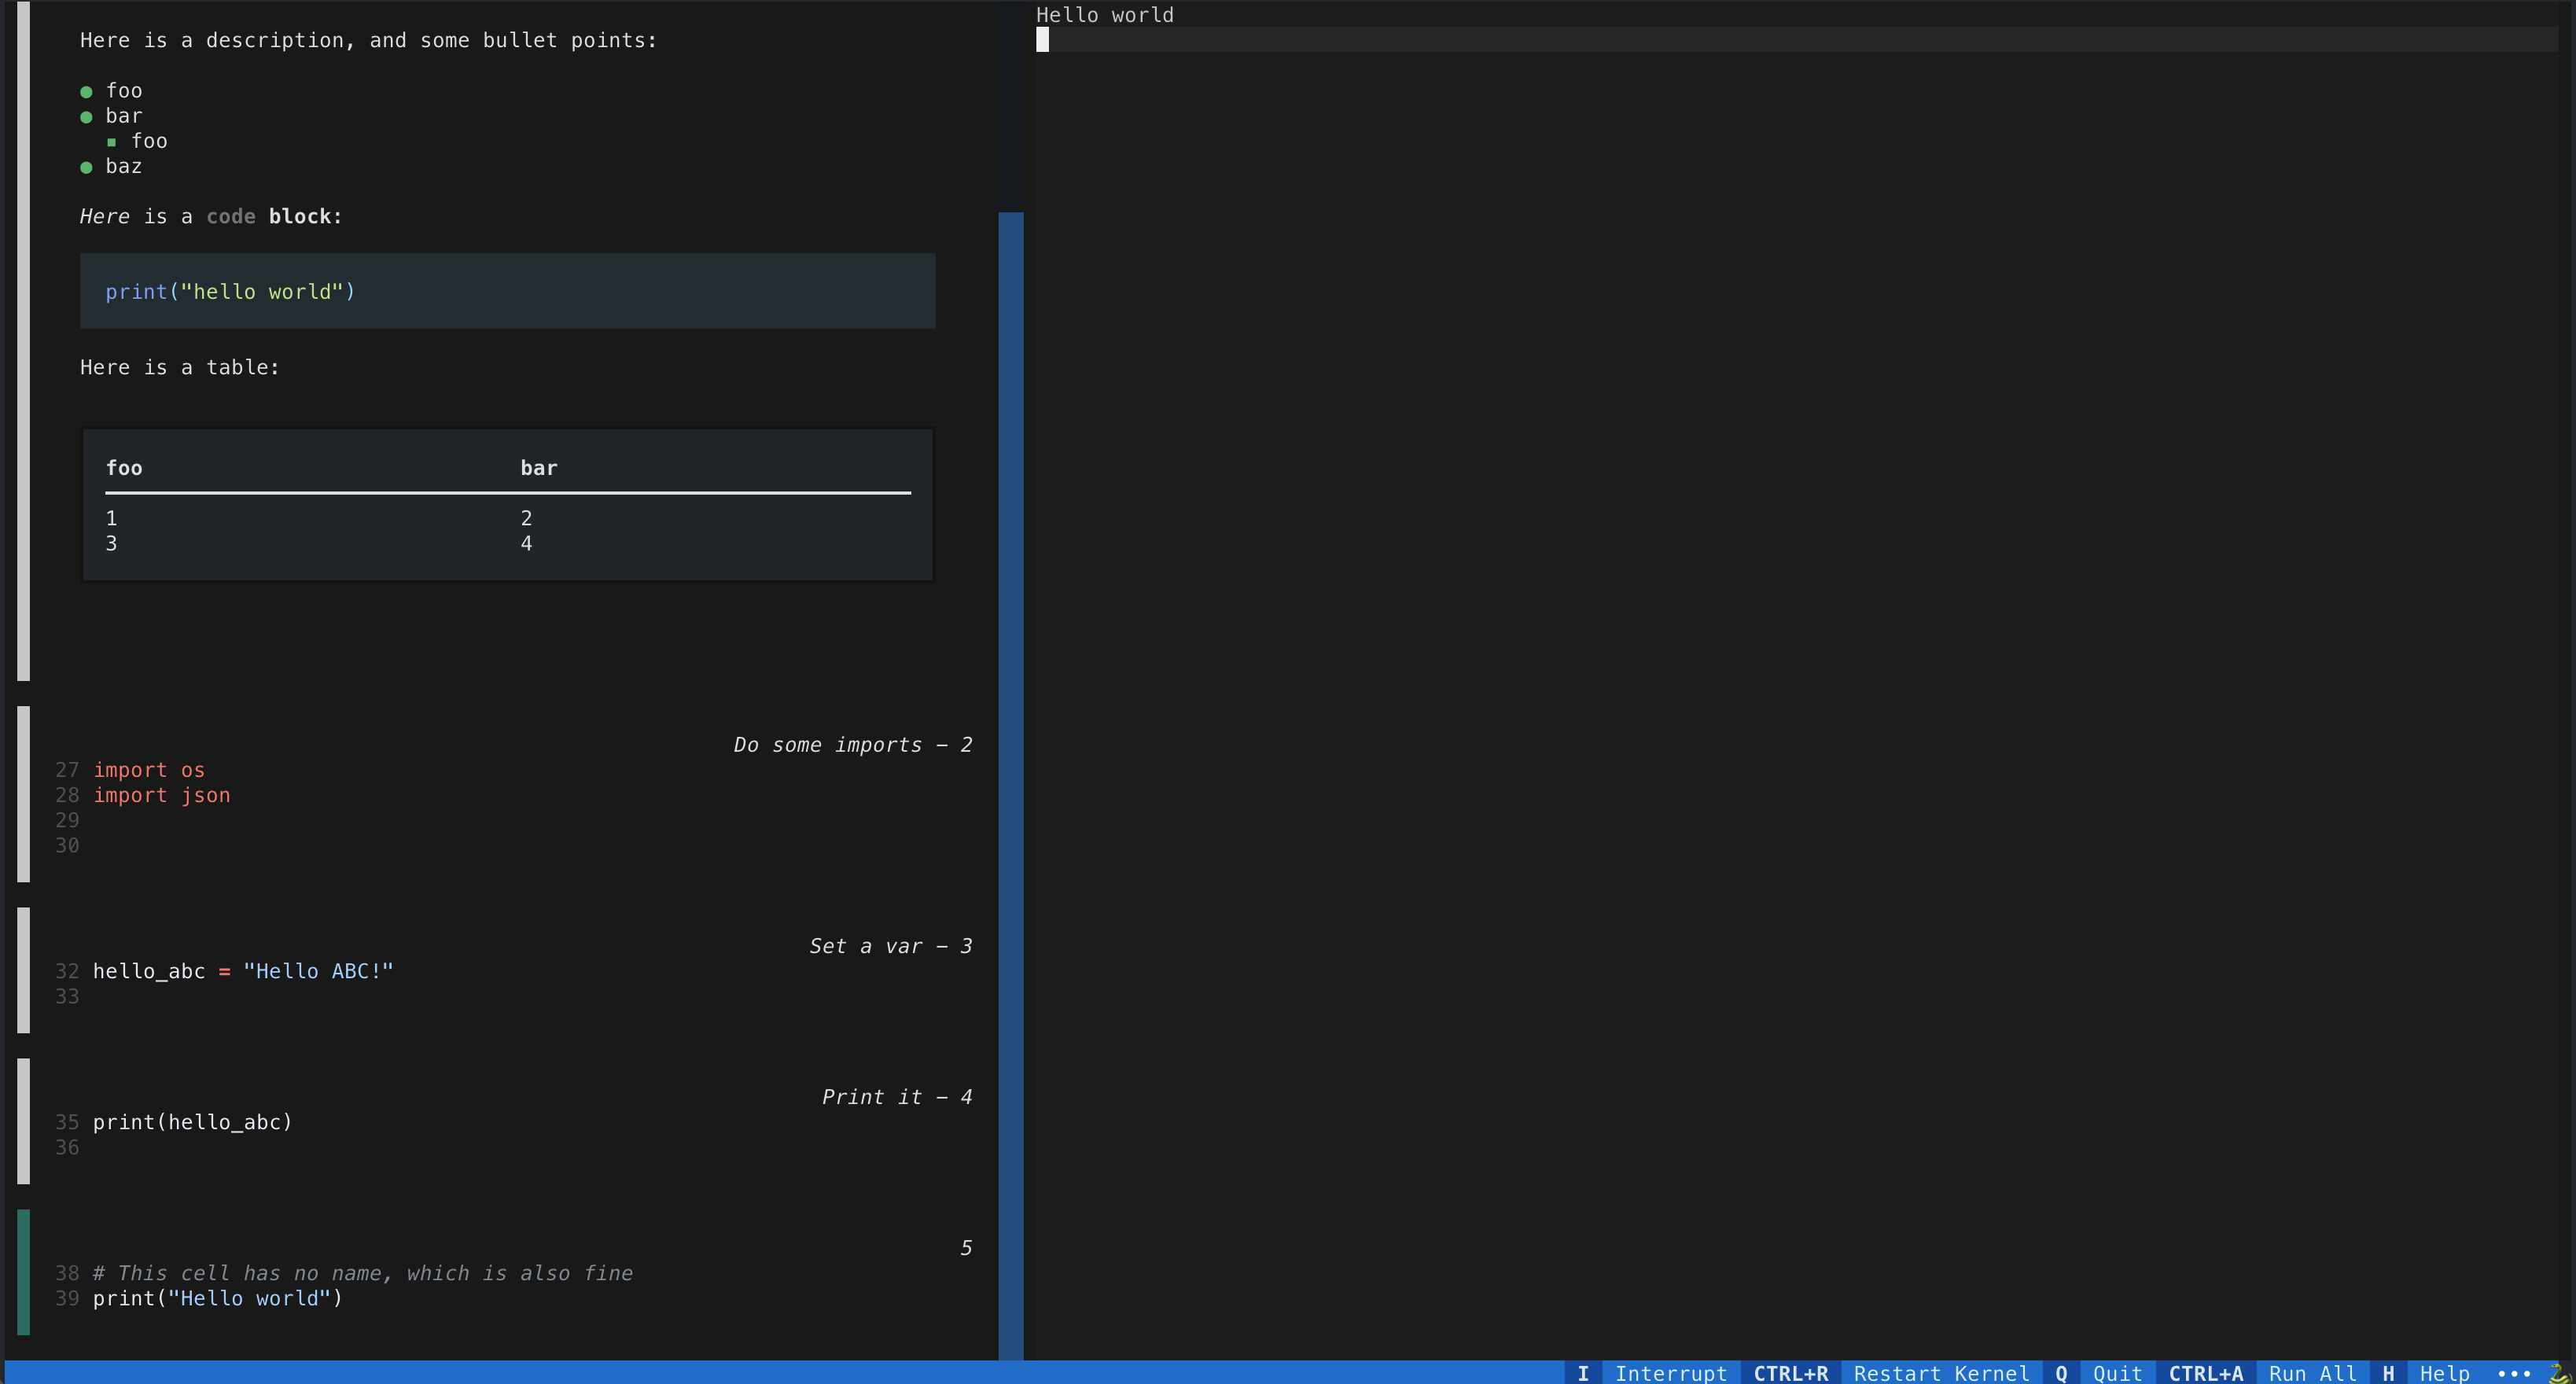 Here is a description, and some bullet points:
● foo
● bar
▪ foo
● baz
Here is a code block:
print("hello world")
Here is a table:
foo bar
1 2
3 4
Do some imports – 2
27 import os
28 import json
29
30
Set a var – 3
32 hello_abc = "Hello ABC!"
33
Print it – 4
35 print(hello_abc)
36
5
38 # This cell has no name, which is also fine
39 print("Hello world")
Hello world
I Interrupt CTRL+R Restart Kernel Q Quit CTRL+A Run All H Help •••